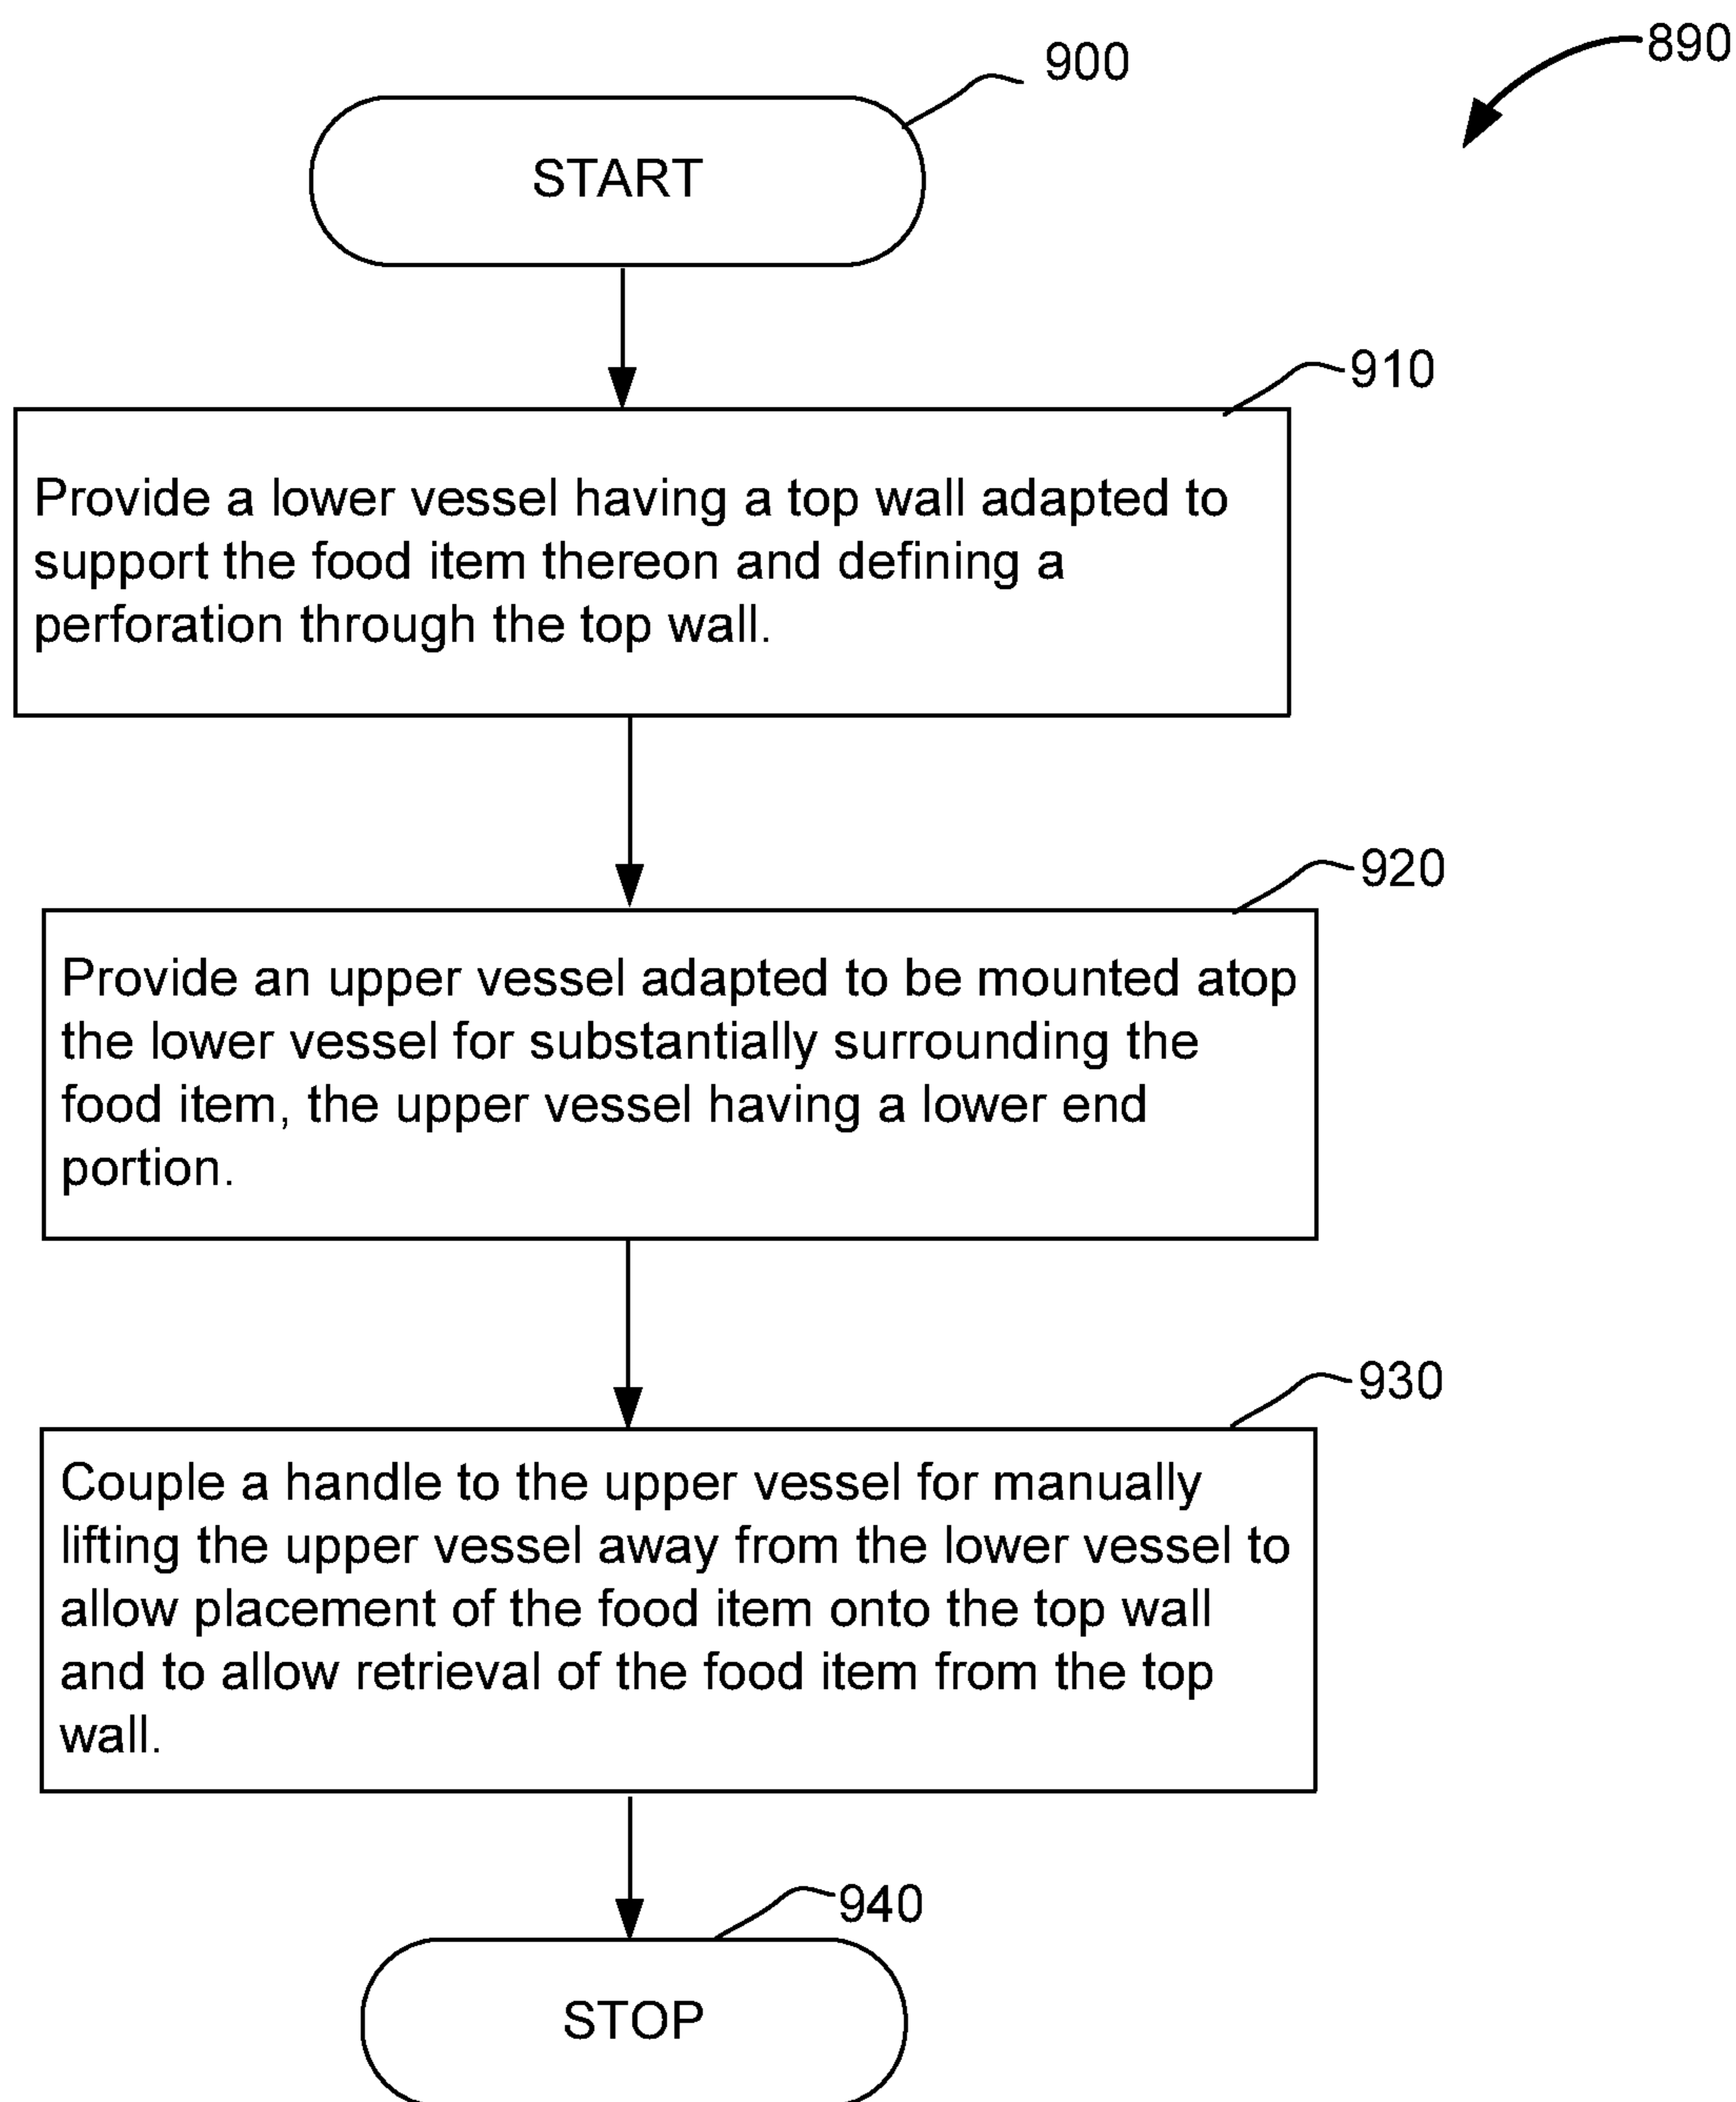 890
900
START
910
Provide a lower vessel having a top wall adapted to
support the food item thereon and defining a
perforation through the top wall.
920
Provide an upper vessel adapted to be mounted atop
the lower vessel for substantially surrounding the
food item, the upper vessel having a lower end
portion.
930
Couple a handle to the upper vessel for manually
lifting the upper vessel away from the lower vessel to
allow placement of the food item onto the top wall
and to allow retrieval of the food item from the top
wall.
940
STOP